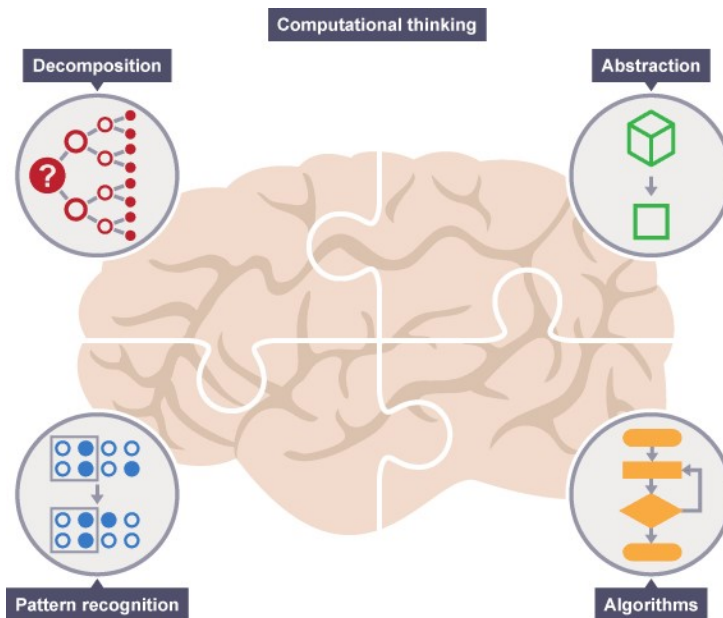 Computational thinking
Decomposition
Abstraction
?
Pattern recognition
Algorithms